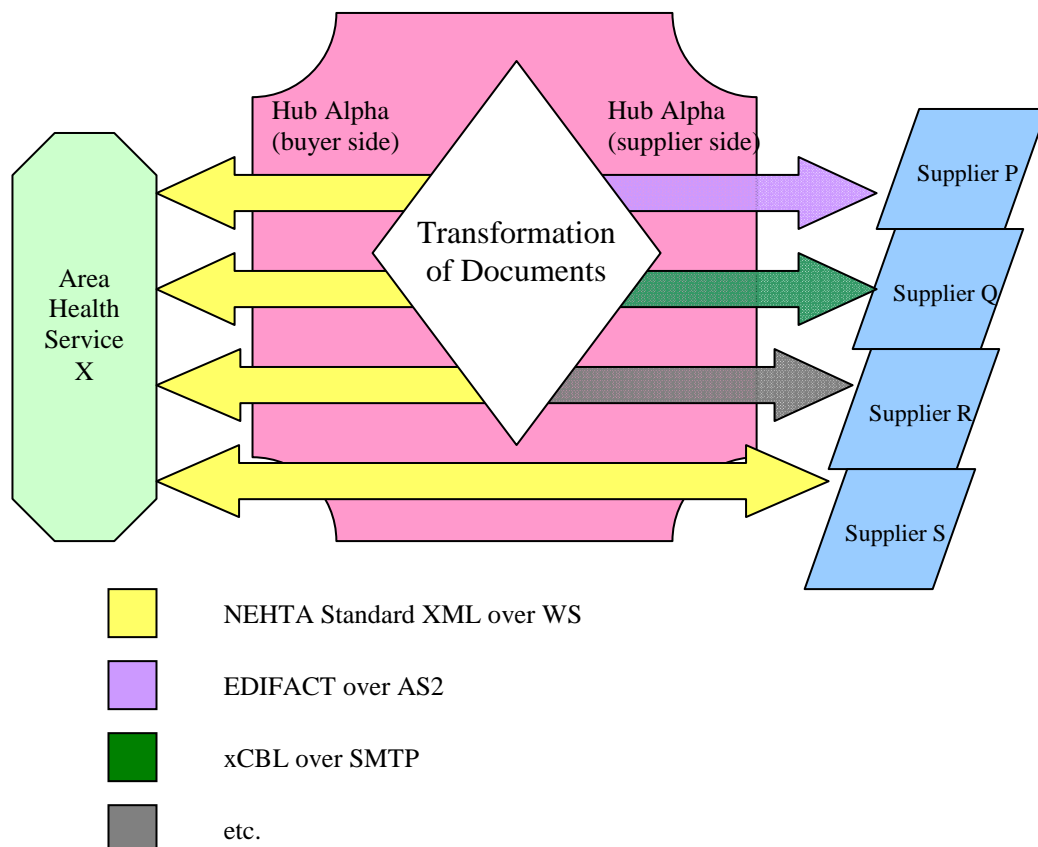 Hub Alpha
(buyer side)
Hub Alpha
(supplier side)
Transformation
of Documents
Area
Health
Service
X
Supplier P
Supplier Q
Supplier R
Supplier S
NEHTA Standard XML over WS
EDIFACT over AS2
xCBL over SMTP
etc.